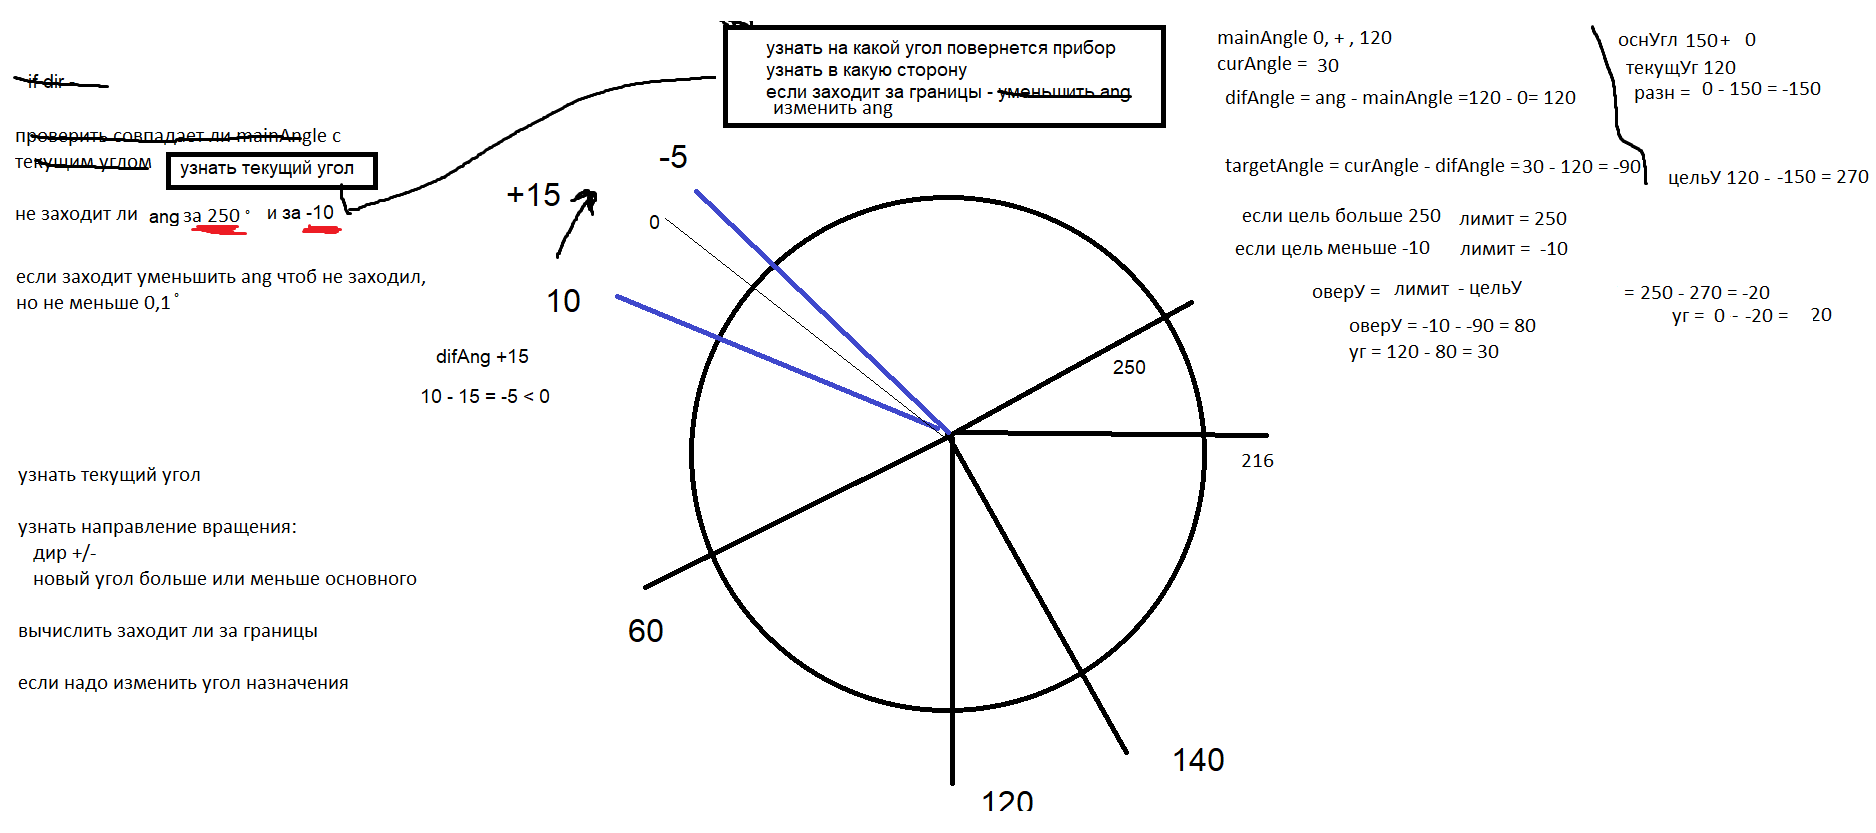 if dir -
проверить совпадает ли mainAngle с
текущим углом
узнать текущий угол
не заходит ли ang за 250 ° и за -10
если заходит уменьшить ang чтоб не заходил,
но не меньше 0,1°
узнать на какой угол повернется прибор
узнать в какую сторону
если заходит за границы - уменьшить ang
изменить ang
-5
+15
0
10
difAng +15
10 - 15 = -5 < 0
250
216
60
140
120
узнать текущий угол
узнать направление вращения:
дир +/-
новый угол больше или меньше основного
вычислить заходит ли за границы
если надо изменить угол назначения
mainAngle 0, + , 120
curAngle = 30
difAngle = ang - mainAngle =120 - 0= 120
targetAngle = curAngle - difAngle =30 - 120 = -90
если цель больше 250 лимит = 250
если цель меньше -10 лимит = -10
оверУ = лимит - цельУ
оверУ = -10 - -90 = 80
уг = 120 - 80 = 30
оснУгл 150+ 0
текущУг 120
разн = 0 - 150 = -150
цельУ 120 - -150 = 270
= 250 - 270 = -20
уг = 0 - -20 = 20